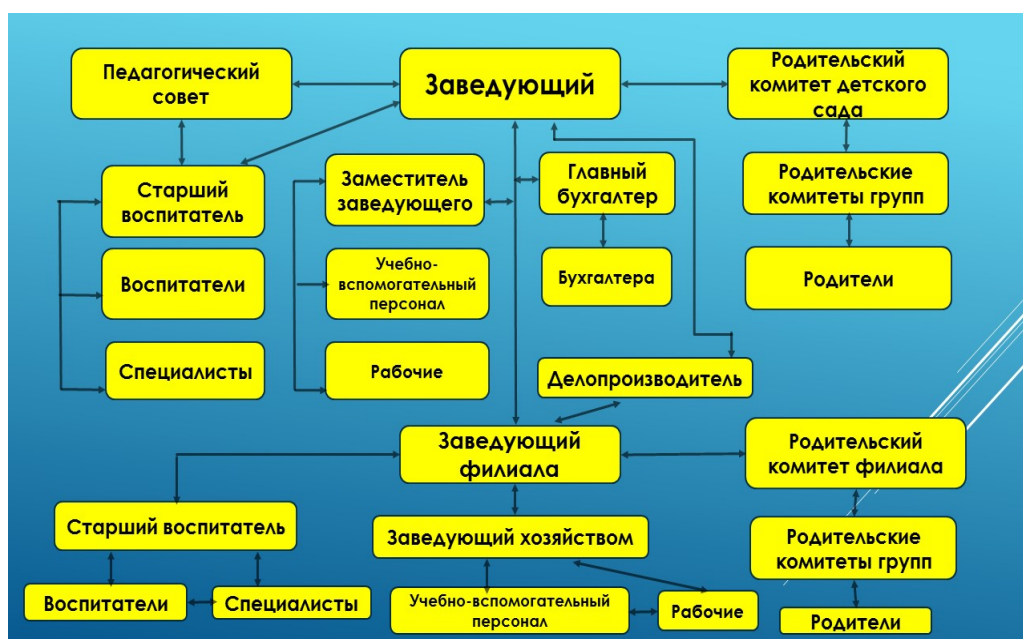 Педагогический
совет
Заведующий
Родительский
комитет детского
сада
Старший
воспитатель
Заместитель
заведующего
Главный
бухгалтер
Родительские
комитеты групп
Воспитатели
Учебно-
вспомогательный
персонал
Бухгалтера
Родители
Специалисты
Рабочие
Делопроизводитель
Заведующий
филиала
Родительский
комитет филиала
Старший воспитатель
Заведующий хозяйством
Родительские
комитеты групп
Воспитатели
Специалисты
Учебно-вспомогательный
персонал
Рабочие
Родители